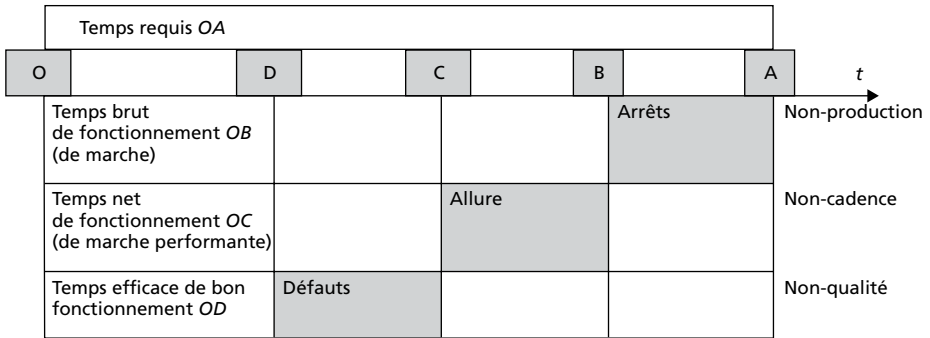 Temps requis OA
O D C B A t
Temps brut
de fonctionnement OB
(de marche)
Arrêts
Non-production
Temps net
de fonctionnement OC
(de marche performante)
Allure
Non-cadence
Temps efficace de bon
fonctionnement OD
Défauts
Non-qualité